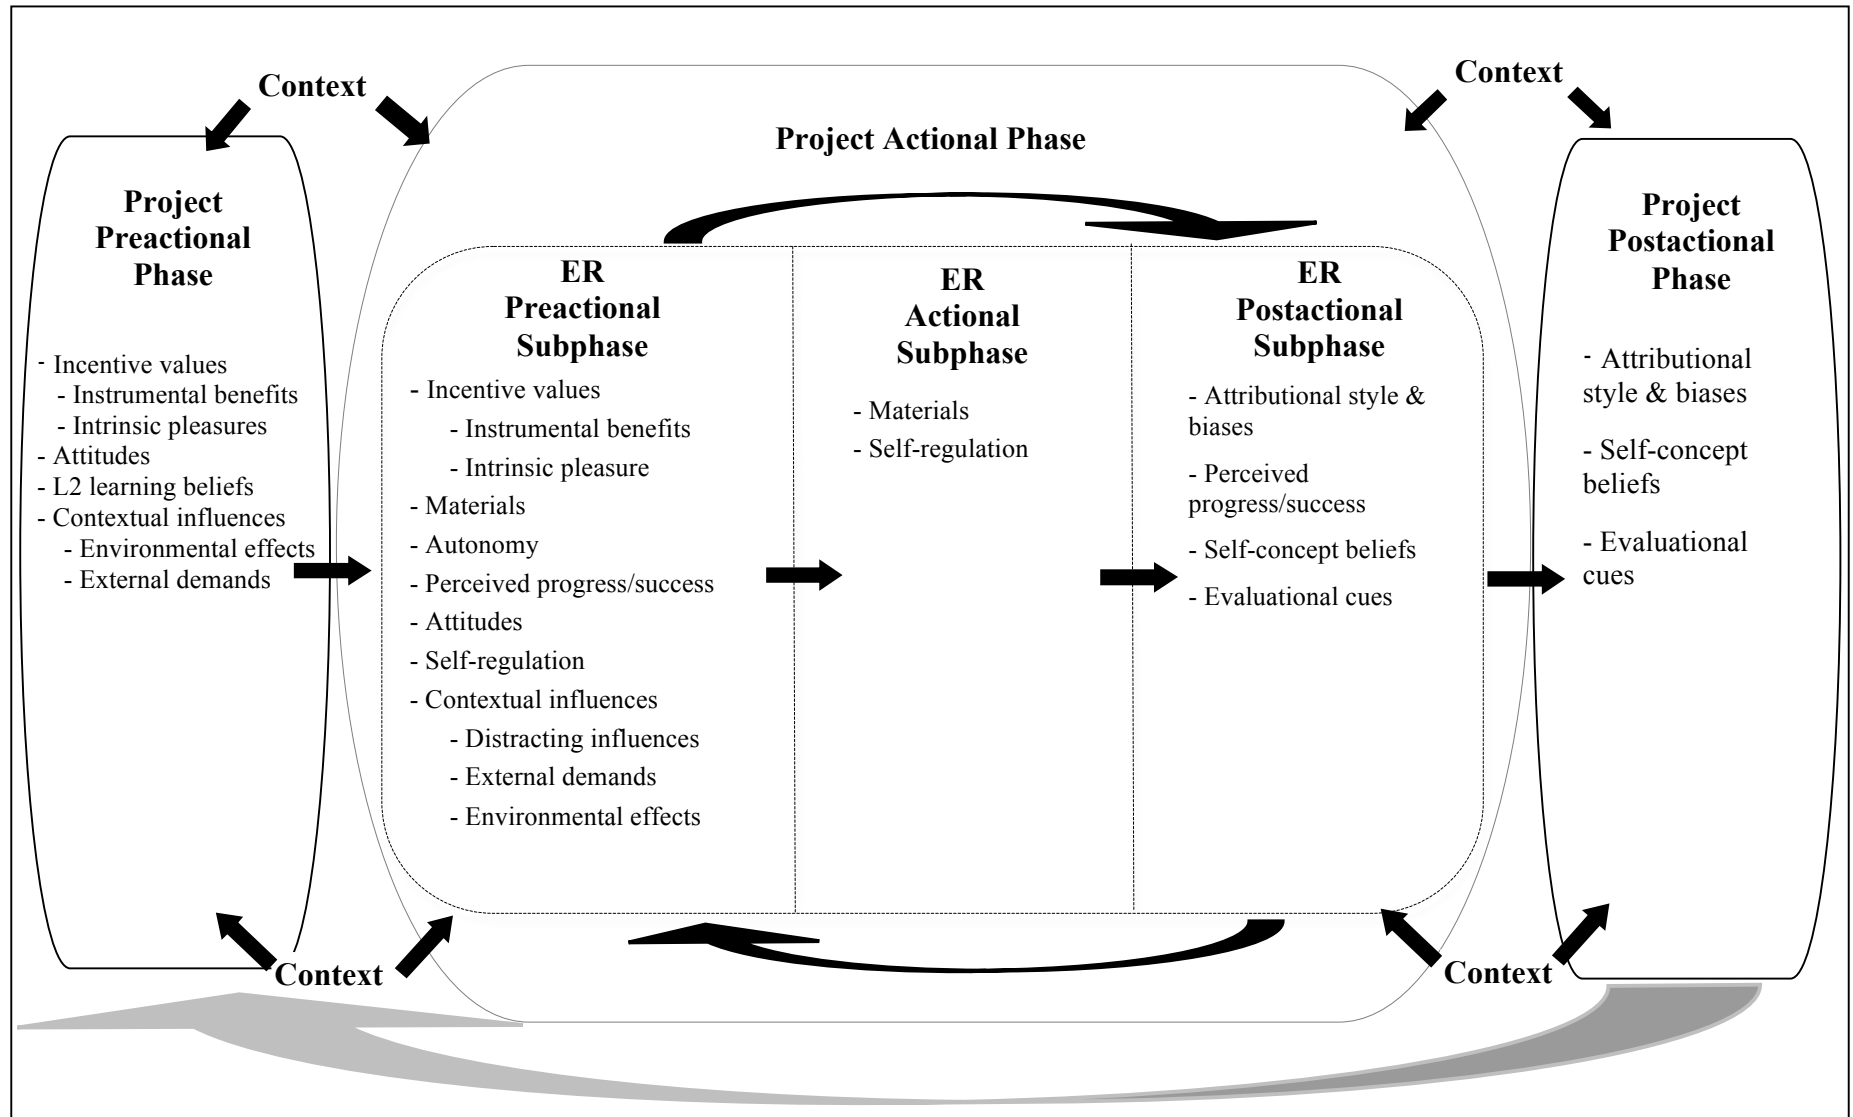 Context
Context
Project Actional Phase
Project
Preactional
Phase
- Incentive values
- Instrumental benefits
- Intrinsic pleasures
- Attitudes
- L2 learning beliefs
- Contextual influences
- Environmental effects
- External demands
ER
Preactional
Subphase
- Incentive values
- Instrumental benefits
- Intrinsic pleasure
- Materials
- Autonomy
- Perceived progress/success
- Attitudes
- Self-regulation
- Contextual influences
- Distracting influences
- External demands
- Environmental effects
ER
Actional
Subphase
- Materials
- Self-regulation
ER
Postactional
Subphase
- Attributional style &
biases
- Perceived
progress/success
- Self-concept beliefs
- Evaluational cues
Project
Postactional
Phase
- Attributional
style & biases
- Self-concept
beliefs
- Evaluational
cues
Context
Context